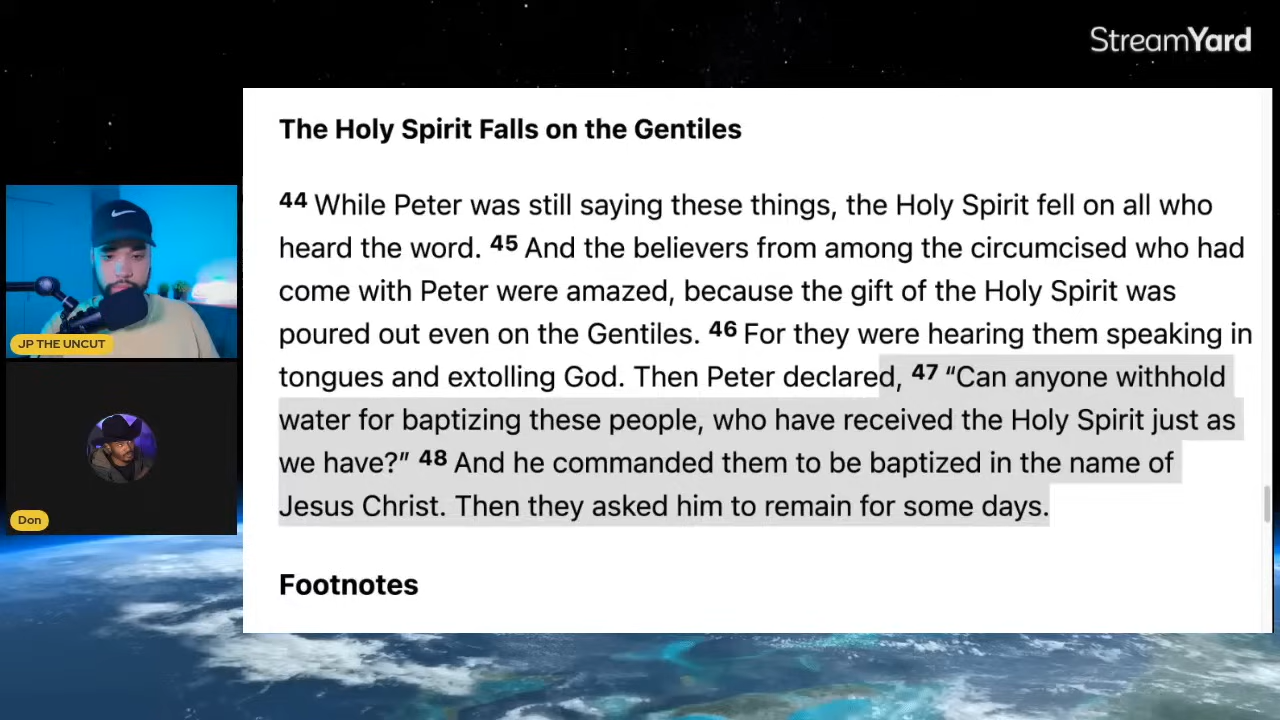 StreamYard
The Holy Spirit Falls on the Gentiles
44 While Peter was still saying these things, the Holy Spirit fell on all who
heard the word. 45 And the believers from among the circumcised who had
come with Peter were amazed, because the gift of the Holy Spirit was
poured out even on the Gentiles. 46 For they were hearing them speaking in
tongues and extolling God. Then Peter declared, 47 “Can anyone withhold
water for baptizing these people, who have received the Holy Spirit just as
we have?” 48 And he commanded them to be baptized in the name of
Jesus Christ. Then they asked him to remain for some days.
Footnotes
JP THE UNCUT
Don